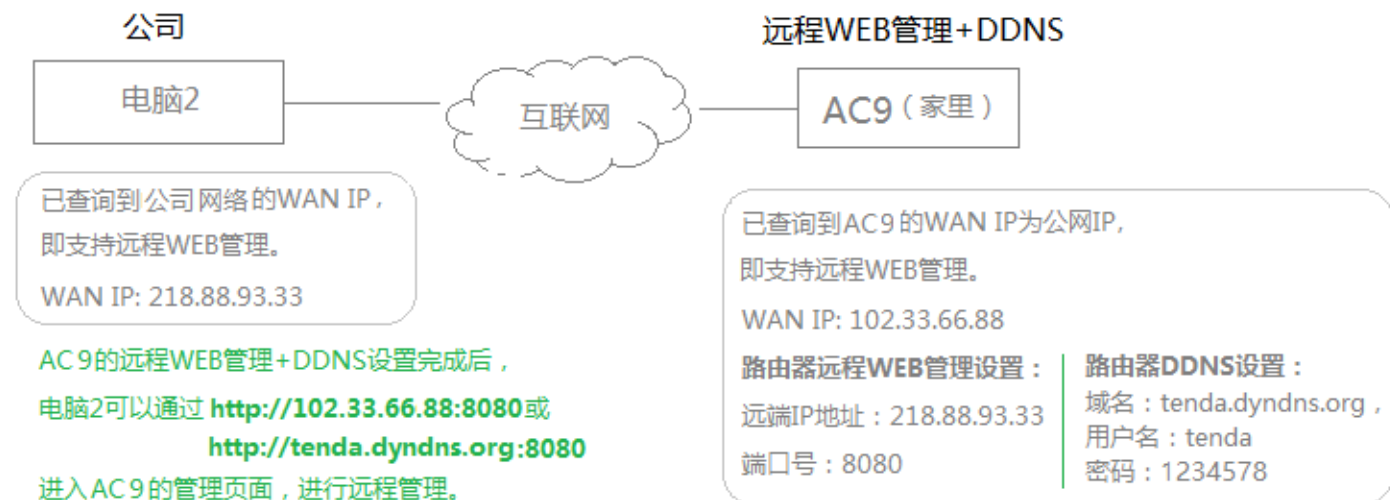 公司
远程WEB管理+DDNS
电脑2
互联网
AC9（家里）
已查询到公司网络的WAN IP，
即支持远程WEB管理。
WAN IP: 218.88.93.33
已查询到AC9的WAN IP为公网IP,
即支持远程WEB管理。
WAN IP: 102.33.66.88
路由器远程WEB管理设置：
远端IP地址：218.88.93.33
端口号：8080
路由器DDNS设置：
域名：tenda.dyndns.org，
用户名：tenda
密码：1234578
AC9的远程WEB管理+DDNS设置完成后，
电脑2可以通过http://102.33.66.88:8080或
http://tenda.dyndns.org:8080
进入AC9的管理页面，进行远程管理。